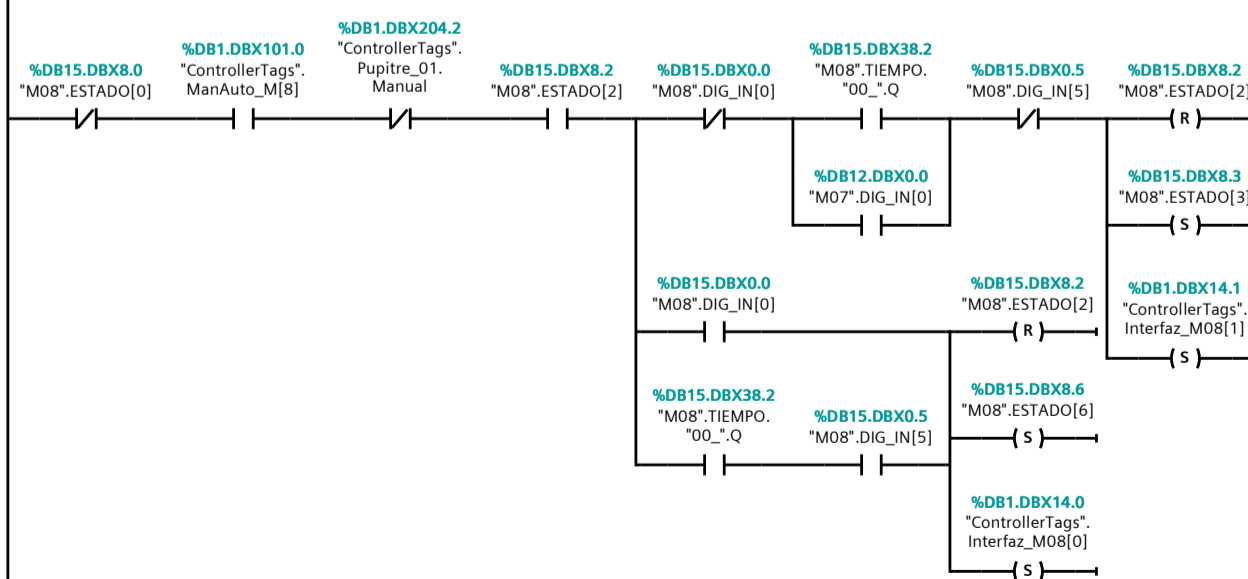 %DB15.DBX8.0
"M08".ESTADO[0]
%DB1.DBX101.0
"ControllerTags".
ManAuto_M[8]
%DB1.DBX204.2
"ControllerTags".
Pupitre_01.
Manual
%DB15.DBX8.2
"M08".ESTADO[2]
%DB15.DBX0.0
"M08".DIG_IN[0]
%DB15.DBX38.2
"M08".TIEMPO.
"00_".Q
%DB15.DBX0.5
"M08".DIG_IN[5]
%DB15.DBX8.2
"M08".ESTADO[2]
( R )
%DB12.DBX0.0
"M07".DIG_IN[0]
%DB15.DBX8.3
"M08".ESTADO[3]
( S )
%DB15.DBX0.0
"M08".DIG_IN[0]
%DB15.DBX8.2
"M08".ESTADO[2]
( R )
%DB1.DBX14.1
"ControllerTags".
Interfaz_M08[1]
( S )
%DB15.DBX38.2
"M08".TIEMPO.
"00_".Q
%DB15.DBX0.5
"M08".DIG_IN[5]
%DB15.DBX8.6
"M08".ESTADO[6]
( S )
%DB1.DBX14.0
"ControllerTags".
Interfaz_M08[0]
( S )